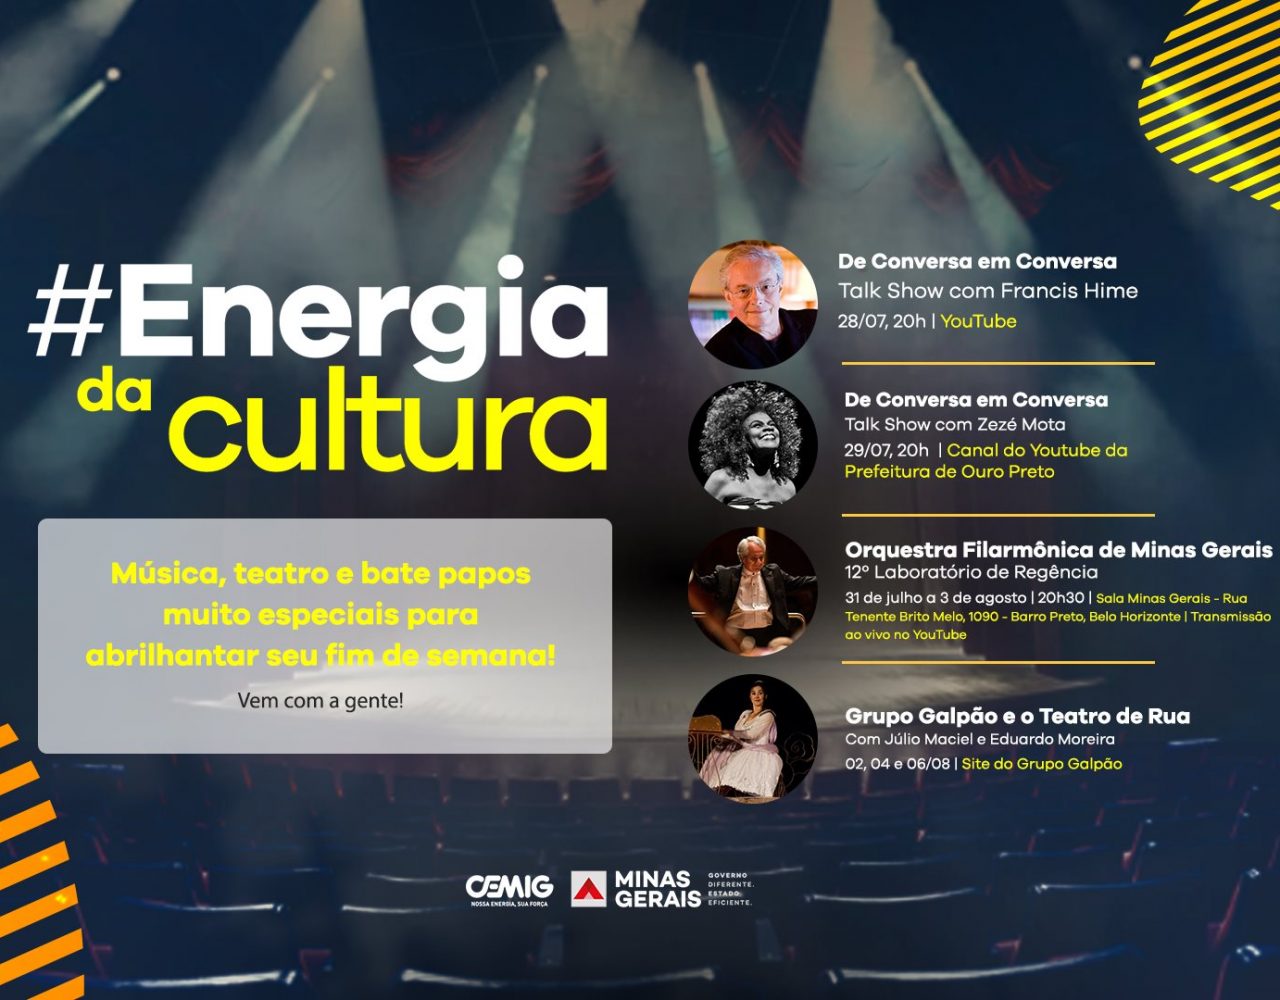 #Energia
da cultura
Música, teatro e bate papos
muito especiais para
abrilhantar seu fim de semana!
Vem com a gente!
De Conversa em Conversa
Talk Show com Francis Hime
28/07, 20h | YouTube
De Conversa em Conversa
Talk Show com Zezé Mota
29/07, 20h | Canal do Youtube da
Prefeitura de Ouro Preto
Orquestra Filarmônica de Minas Gerais
12º Laboratório de Regência
31 de julho a 3 de agosto | 20h30 | Sala Minas Gerais - Rua
Tenente Brito Melo, 1090 - Barro Preto, Belo Horizonte | Transmissão
ao vivo no YouTube
Grupo Galpão e o Teatro de Rua
Com Júlio Maciel e Eduardo Moreira
02, 04 e 06/08 | Site do Grupo Galpão
CEMIG
NOSSA ENERGIA, SUA FORÇA
MINAS
GERAIS
GOVERNO
DIFERENTE.
ESTADO
EFICIENTE.